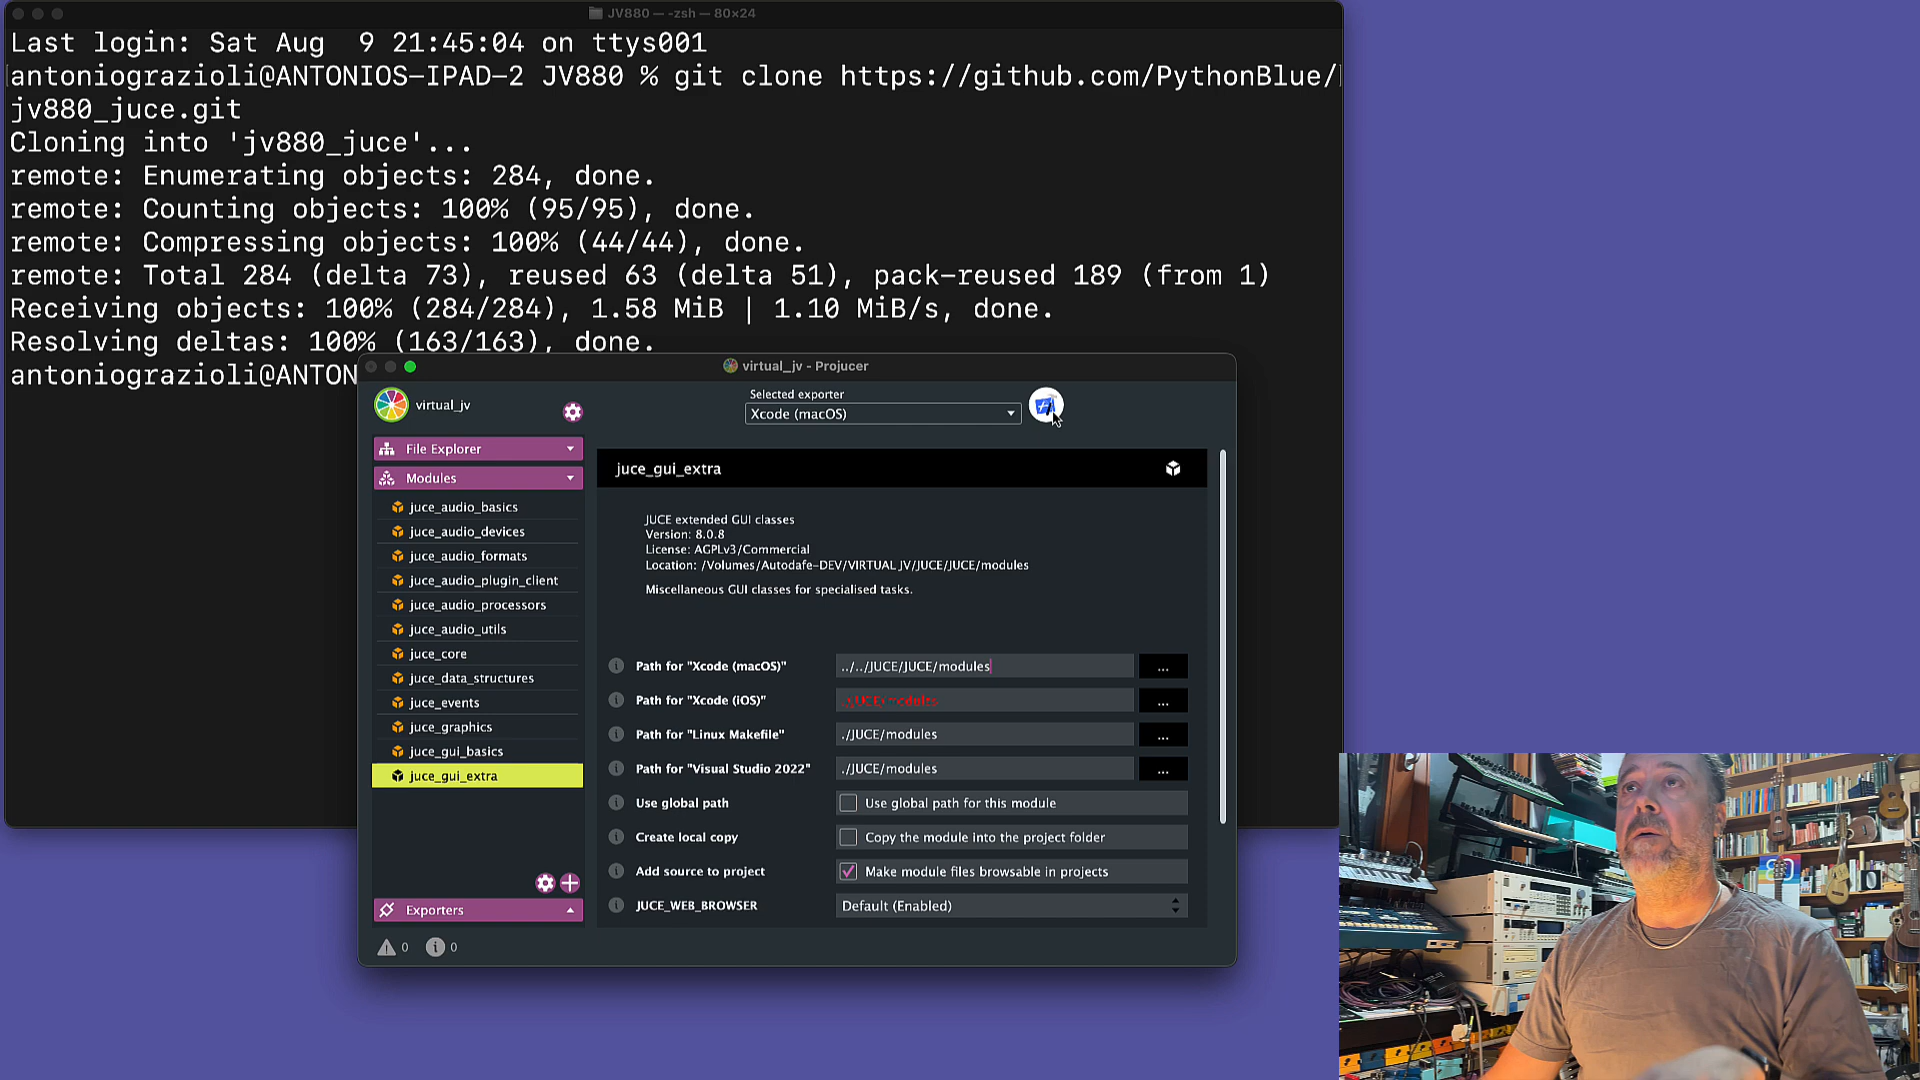 JV880 — -zsh — 80×24
Last login: Sat Aug  9 21:45:04 on ttys001
antoniograzioli@ANTONIOS-IPAD-2 JV880 % git clone https://github.com/PythonBlue/
jv880_juce.git
Cloning into 'jv880_juce'...
remote: Enumerating objects: 284, done.
remote: Counting objects: 100% (95/95), done.
remote: Compressing objects: 100% (44/44), done.
remote: Total 284 (delta 73), reused 63 (delta 51), pack-reused 189 (from 1)
Receiving objects: 100% (284/284), 1.58 MiB | 1.10 MiB/s, done.
Resolving deltas: 100% (163/163), done.
antoniograzioli@ANTON
virtual_jv - Projucer
virtual_jv
Selected exporter
Xcode (macOS)
File Explorer
Modules
juce_audio_basics
juce_audio_devices
juce_audio_formats
juce_audio_plugin_client
juce_audio_processors
juce_audio_utils
juce_core
juce_data_structures
juce_events
juce_graphics
juce_gui_basics
juce_gui_extra
Exporters
0
0
juce_gui_extra
JUCE extended GUI classes
Version: 8.0.8
License: AGPLv3/Commercial
Location: /Volumes/Autodafe-DEV/VIRTUAL JV/JUCE/JUCE/modules
Miscellaneous GUI classes for specialised tasks.
Path for "Xcode (macOS)" ../../JUCE/JUCE/modules ...
Path for "Xcode (iOS)" ./JUCE/modules ...
Path for "Linux Makefile" ./JUCE/modules ...
Path for "Visual Studio 2022" ./JUCE/modules ...
Use global path Use global path for this module
Create local copy Copy the module into the project folder
Add source to project Make module files browsable in projects
JUCE_WEB_BROWSER Default (Enabled)